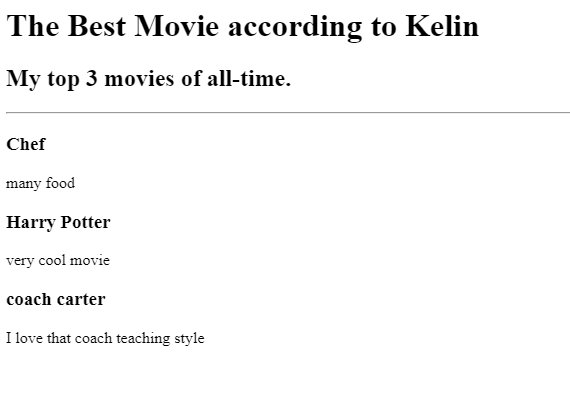 The Best Movie according to Kelin
My top 3 movies of all-time.
Chef
many food
Harry Potter
very cool movie
coach carter
I love that coach teaching style